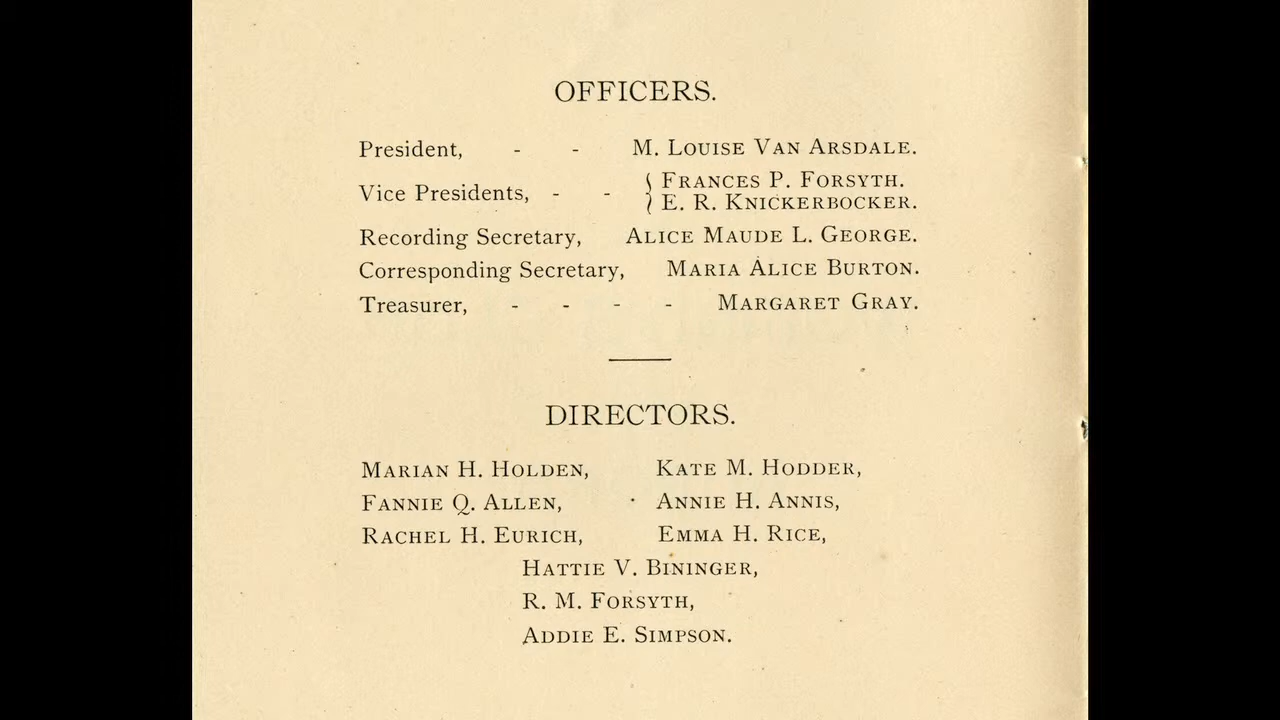 OFFICERS.
President, - - M. LOUISE VAN ARSDALE.
Vice Presidents, - - { FRANCES P. FORSYTH.
E. R. KNICKERBOCKER.
Recording Secretary, ALICE MAUDE L. GEORGE.
Corresponding Secretary, MARIA ALICE BURTON.
Treasurer, - - - - MARGARET GRAY.
DIRECTORS.
MARIAN H. HOLDEN, KATE M. HODDER,
FANNIE Q. ALLEN, ANNIE H. ANNIS,
RACHEL H. EURICH, EMMA H. RICE,
HATTIE V. BININGER,
R. M. FORSYTH,
ADDIE E. SIMPSON.